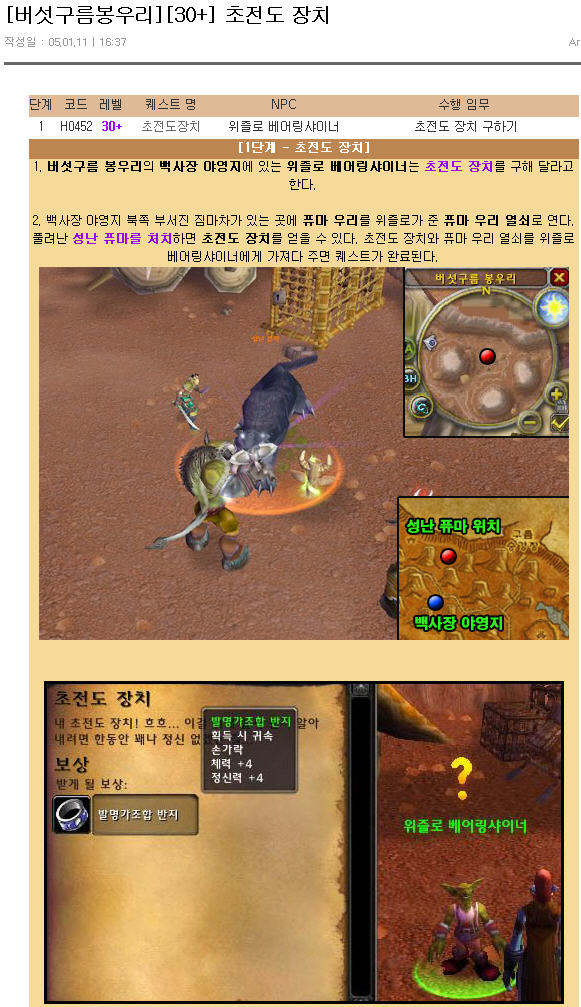 [버섯구름봉우리][30+] 초전도 장치
작성일 : 05,01,11 | 16:37
Ar
단계 코드 레벨 퀘스트 명 NPC 수행 임무
1 H0452 30+ 초전도장치 위즐로 베어링샤이너 초전도 장치 구하기
[1단계 - 초전도 장치]
1. 버섯구름 봉우리의 백사장 야영지에 있는 위즐로 베어링샤이너는 초전도 장치를 구해 달라고
한다.
2. 백사장 야영지 북쪽 부서진 짐마차가 있는 곳에 퓨마 우리를 위즐로가 준 퓨마 우리 열쇠로 연다.
풀려난 성난 퓨마를 처치하면 초전도 장치를 얻을 수 있다. 초전도 장치와 퓨마 우리 열쇠를 위즐로
베어링샤이너에게 가져다 주면 퀘스트가 완료된다.
버섯구름 봉우리
N
성난 퓨마
BH
성난 퓨마 위치
백사장 야영지
초전도 장치
내 초전도 장치! 흐흐... 이걸
알아
내려면 한동안 꽤나 정신 없겠
발명가조합 반지
획득 시 귀속
손가락
체력 +4
정신력 +4
보상
받게 될 보상:
발명가조합 반지
?
위즐로 베어링샤이너